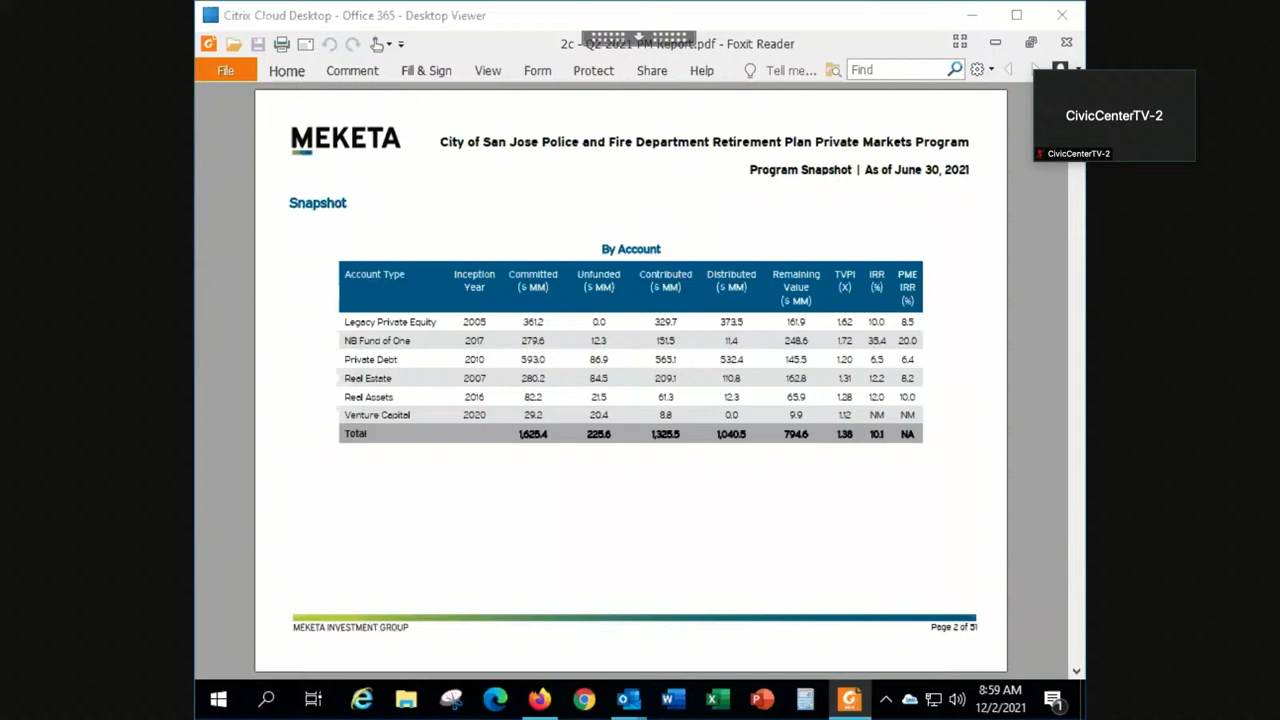 Citrix Cloud Desktop - Office 365 - Desktop Viewer
2c - Q2 2021 PM Report.pdf - Foxit Reader
File Home Comment Fill & Sign View Form Protect Share Help Tell me... Find
CivicCenterTV-2
CivicCenterTV-2
MEKETA
City of San Jose Police and Fire Department Retirement Plan Private Markets Program
Program Snapshot | As of June 30, 2021
Snapshot
By Account
Account Type Inception Year Committed ($ MM) Unfunded ($ MM) Contributed ($ MM) Distributed ($ MM) Remaining Value ($ MM) TVPI (X) IRR (%) PME IRR (%)
Legacy Private Equity 2005 361.2 0.0 329.7 373.5 161.9 1.62 10.0 8.5
NB Fund of One 2017 279.6 12.3 151.5 11.4 248.6 1.72 35.4 20.0
Private Debt 2010 593.0 86.9 565.1 532.4 145.5 1.20 6.5 6.4
Real Estate 2007 280.2 84.5 209.1 110.8 162.8 1.31 12.2 8.2
Real Assets 2016 82.2 21.5 61.3 12.3 65.9 1.28 12.0 10.0
Venture Capital 2020 29.2 20.4 8.8 0.0 9.9 1.12 NM NM
Total 1,625.4 225.6 1,325.5 1,040.5 794.6 1.38 10.1 NA
MEKETA INVESTMENT GROUP
Page 2 of 51
8:59 AM
12/2/2021
1